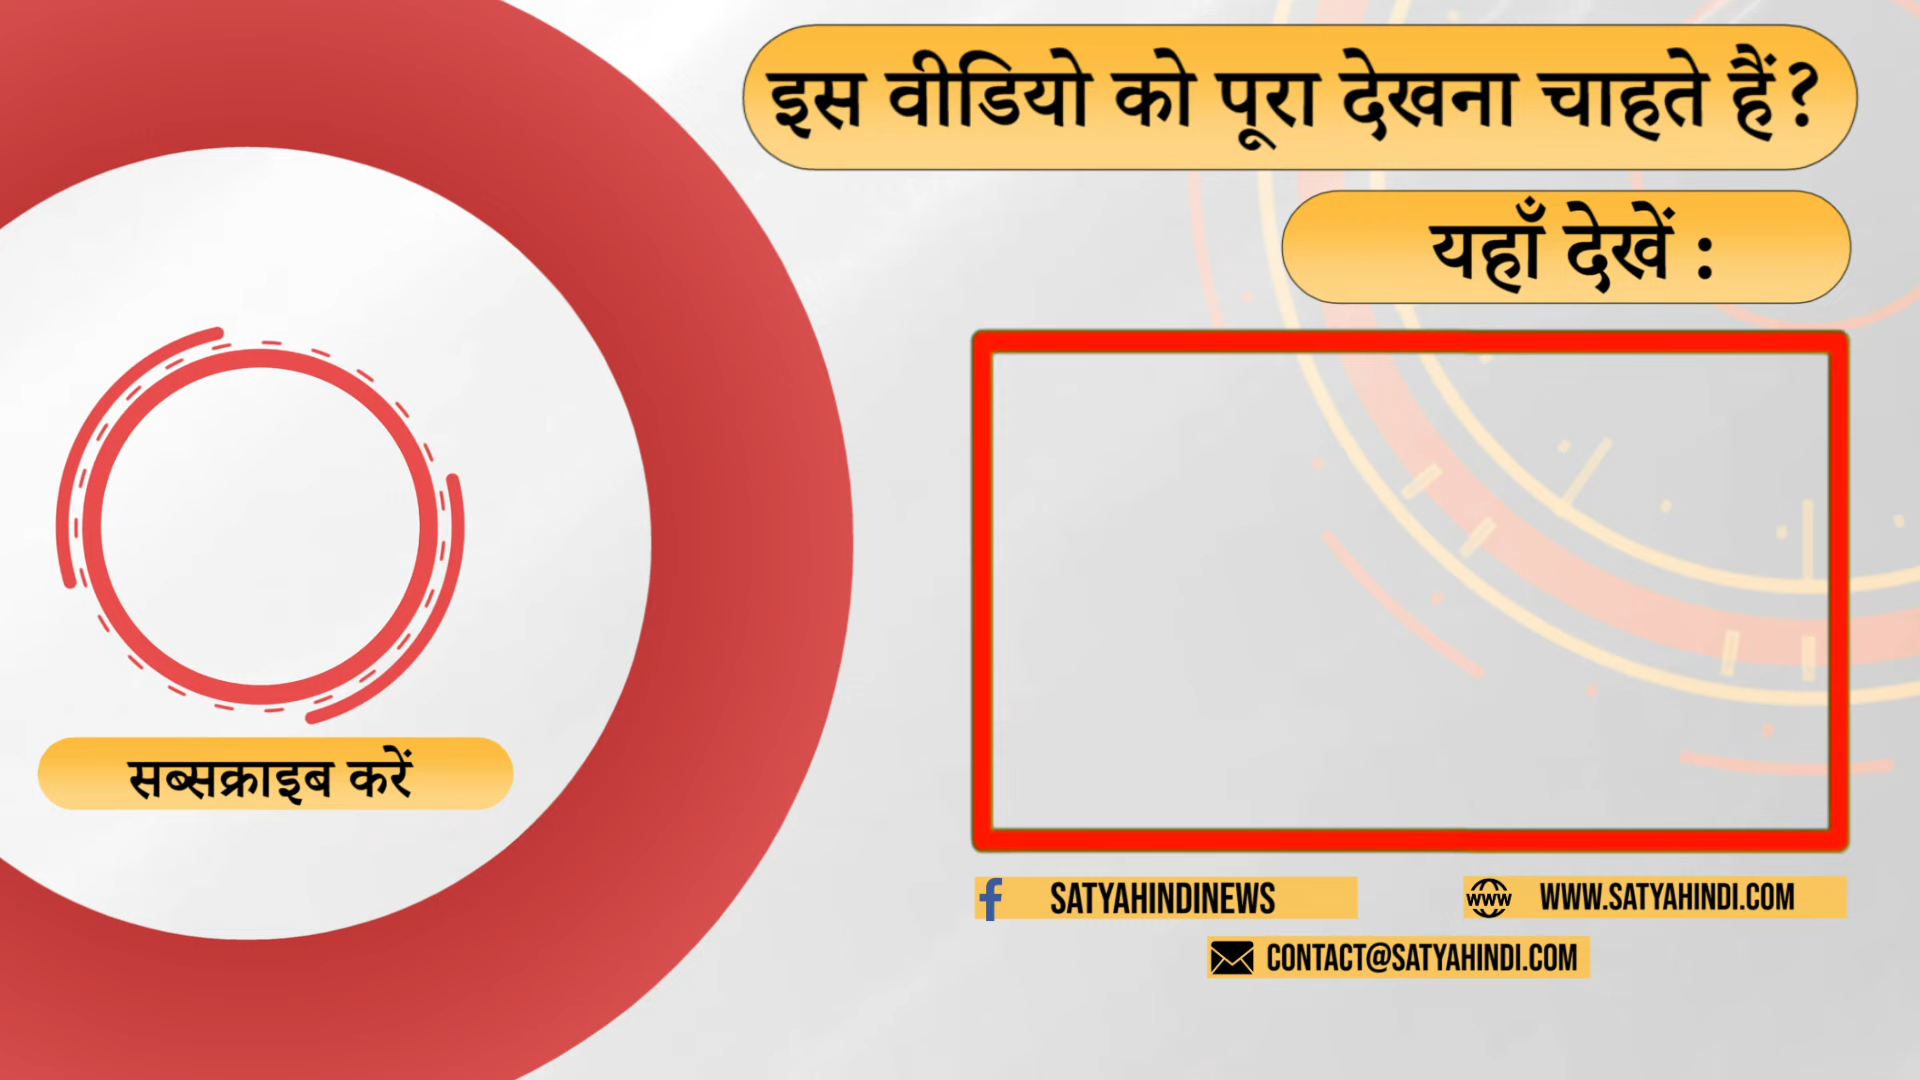 इस वीडियो को पूरा देखना चाहते हैं?
यहाँ देखें :
सब्सक्राइब करें
SATYAHINDINEWS
WWW.SATYAHINDI.COM
CONTACT@SATYAHINDI.COM